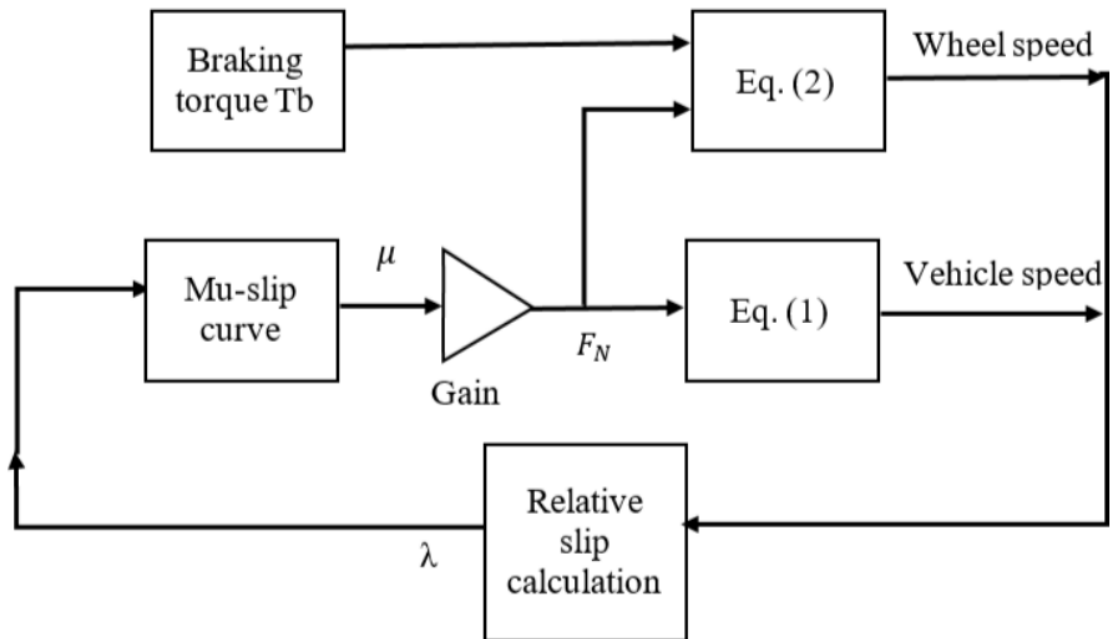 Braking
torque Tb
Eq. (2)
Wheel speed
Mu-slip
curve
μ
Gain
F_N
Eq. (1)
Vehicle speed
Relative
slip
calculation
λ